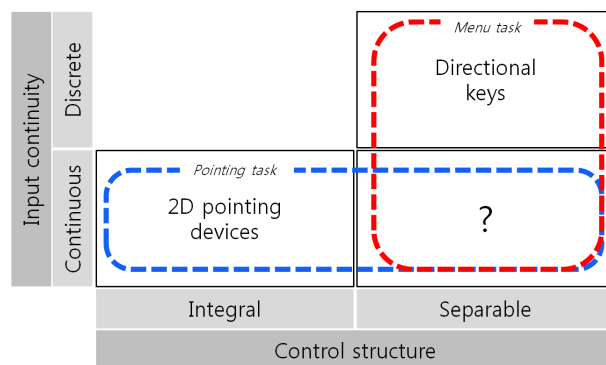 Input continuity
Discrete
Continuous
Menu task
Directional
keys
Pointing task
2D pointing
devices
?
Integral
Separable
Control structure